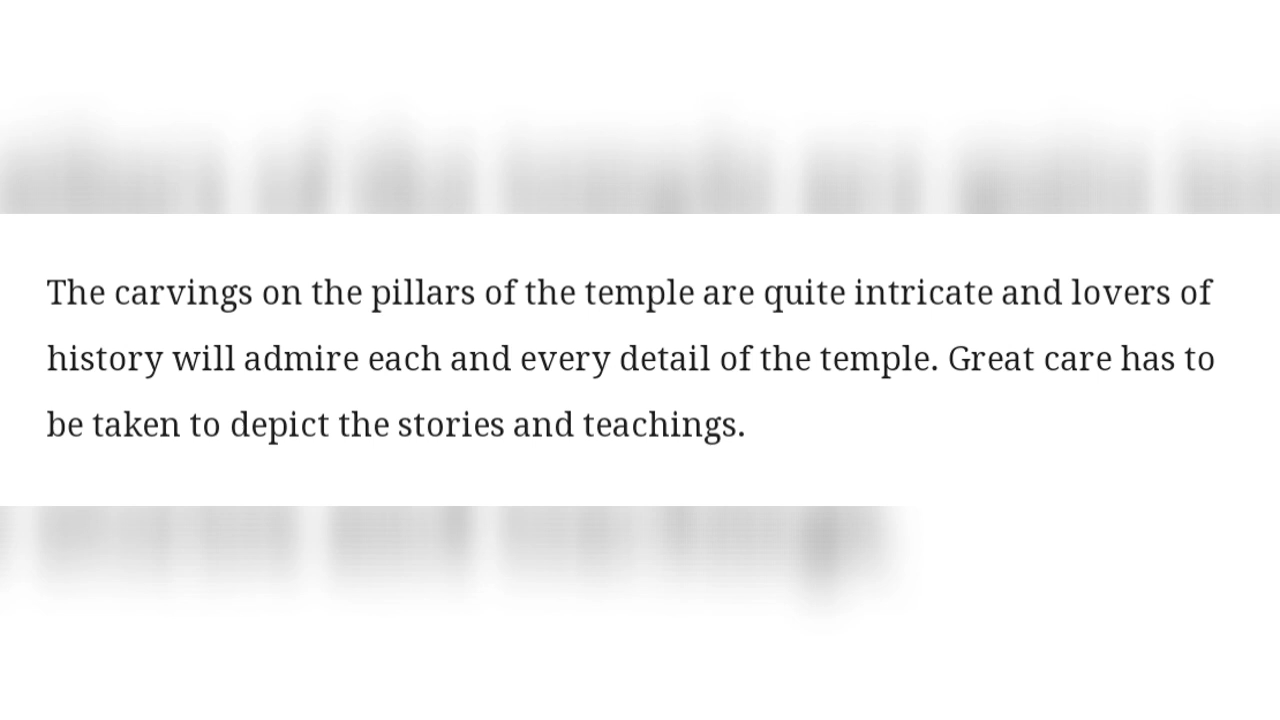 The carvings on the pillars of the temple are quite intricate and lovers of
history will admire each and every detail of the temple. Great care has to
be taken to depict the stories and teachings.